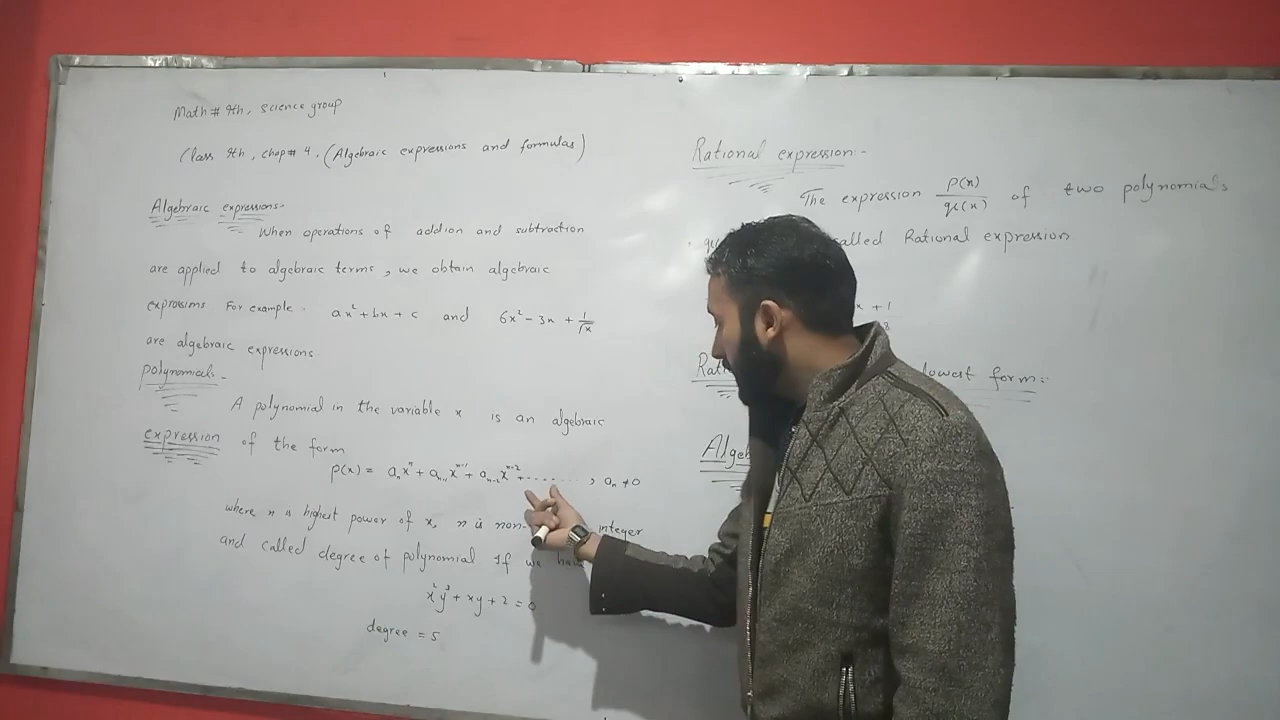 Math # 9th, science group
Class 9th, chap# 4. (Algebraic expressions and formulas)
Algebraic expressions:-
When operations of addion and subtraction
are applied to algebraic terms, we obtain algebraic
expressions For example: ax² + bx + c and 6x² - 3x + 1/√x
are algebraic expressions.
polynomial:-
A polynomial in the variable x is an algebraic
expression of the form
P(x) = aₙxⁿ + aₙ₋₁xⁿ⁻¹ + aₙ₋₂xⁿ⁻² + ......... , aₙ ≠ 0
where n is highest power of x, n is non- integer
and called degree of polynomial If we have
x²y³ + xy + 2 = 0
degree = 5
Rational expression:-
The expression P(x)/q(x) of two polynomials
called Rational expression
x + 1
8
lowest form:-